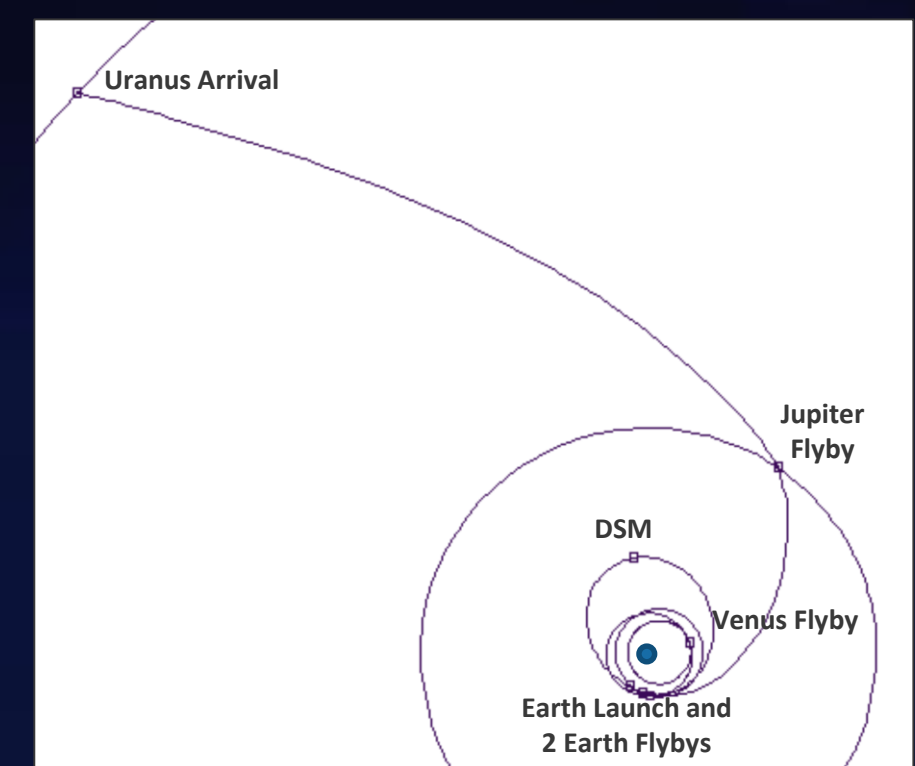 Uranus Arrival
Jupiter
Flyby
DSM
Venus Flyby
Earth Launch and
2 Earth Flybys